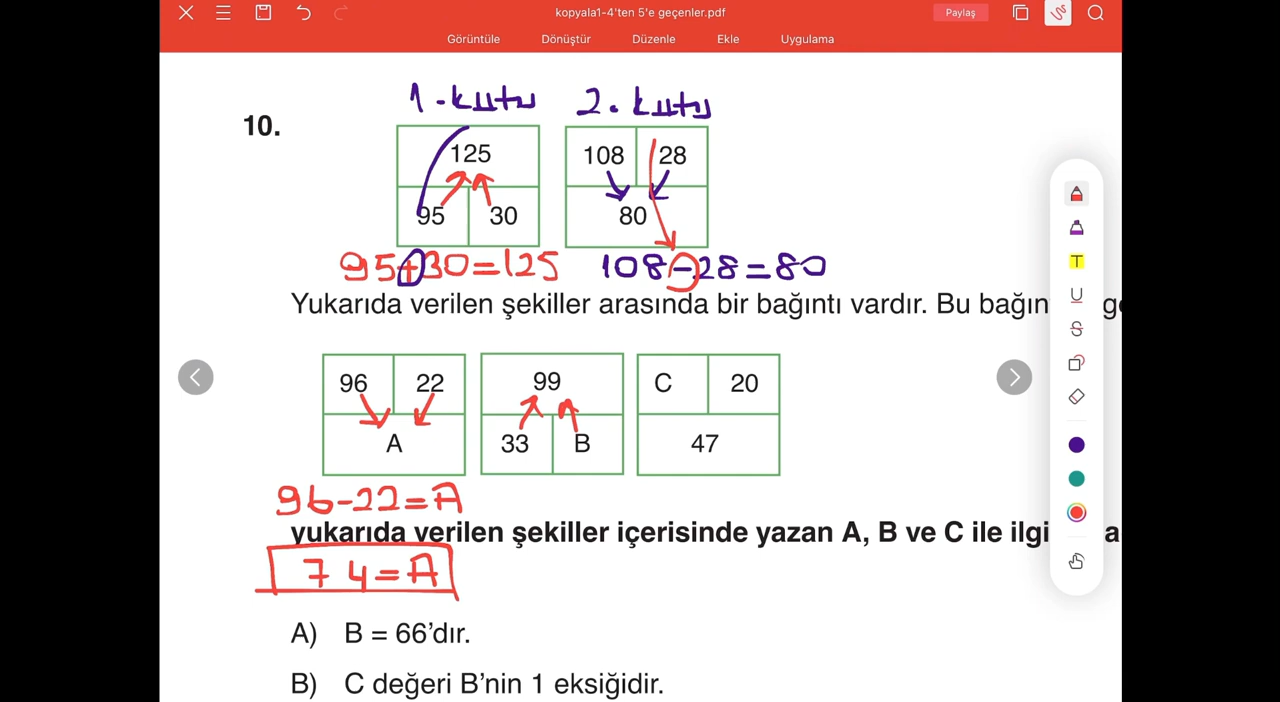 kopyala1-4'ten 5'e geçenler.pdf
Paylaş
Görüntüle Dönüştür Düzenle Ekle Uygulama
1.kutu 2.kutu
10.
125
108 28
95 30
80
95+30=125 108-28=80
Yukarıda verilen şekiller arasında bir bağıntı vardır. Bu bağın
96 22 99 C 20
A 33 B 47
96-22=A
yukarıda verilen şekiller içerisinde yazan A, B ve C ile ilgi
74=A
A) B = 66'dır.
B) C değeri B'nin 1 eksiğidir.